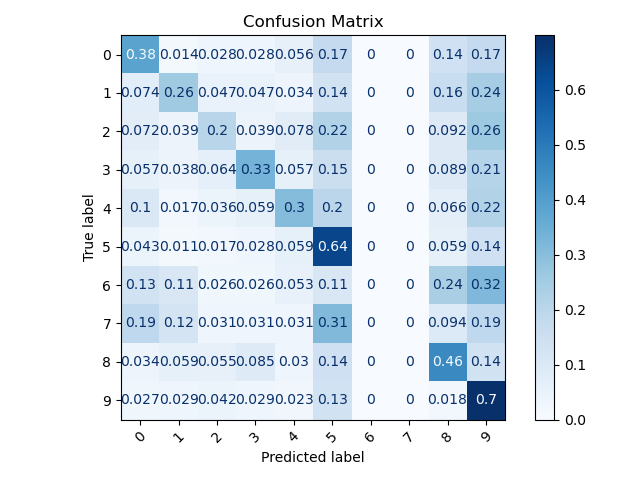 Confusion Matrix
0 0.38 0.014 0.028 0.028 0.056 0.17 0 0 0.14 0.17
1 0.074 0.26 0.047 0.047 0.034 0.14 0 0 0.16 0.24
2 0.072 0.039 0.2 0.039 0.078 0.22 0 0 0.092 0.26
3 0.057 0.038 0.064 0.33 0.057 0.15 0 0 0.089 0.21
4 0.1 0.017 0.036 0.059 0.3 0.2 0 0 0.066 0.22
5 0.043 0.011 0.017 0.028 0.059 0.64 0 0 0.059 0.14
6 0.13 0.11 0.026 0.026 0.053 0.11 0 0 0.24 0.32
7 0.19 0.12 0.031 0.031 0.031 0.31 0 0 0.094 0.19
8 0.034 0.059 0.055 0.085 0.03 0.14 0 0 0.46 0.14
9 0.027 0.029 0.042 0.029 0.023 0.13 0 0 0.018 0.7
0 1 2 3 4 5 6 7 8 9
Predicted label
True label
0.6
0.5
0.4
0.3
0.2
0.1
0.0